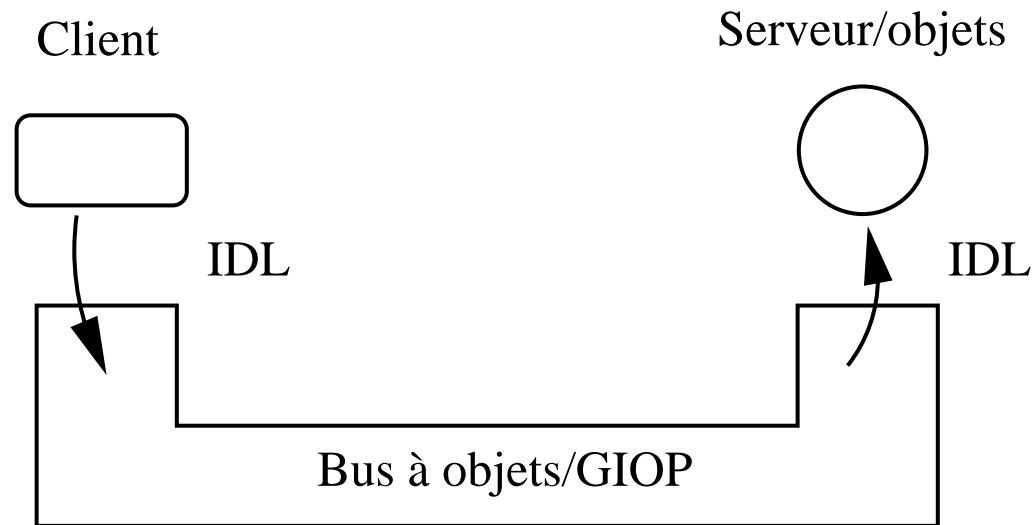 Client
Serveur/objets
IDL
IDL
Bus à objets/GIOP